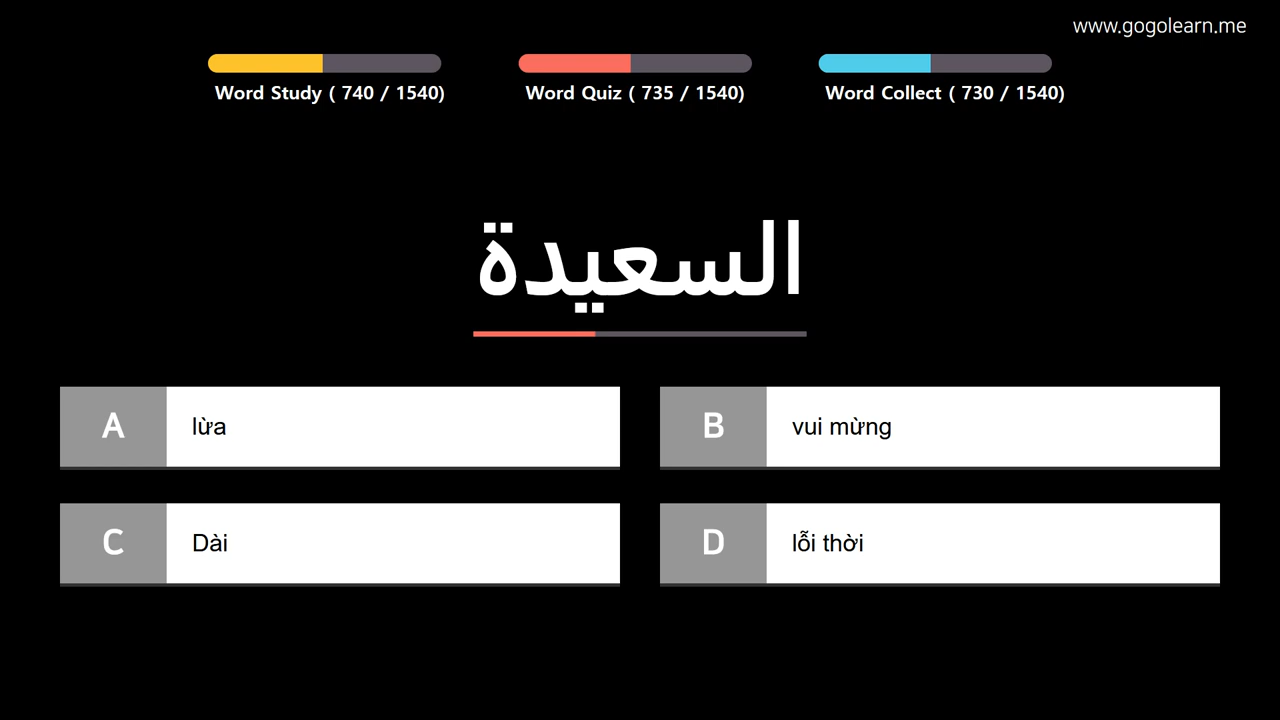 www.gogolearn.me
Word Study ( 740 / 1540)
Word Quiz ( 735 / 1540)
Word Collect ( 730 / 1540)
السعيدة
A
lừa
B
vui mừng
C
Dài
D
lỗi thời